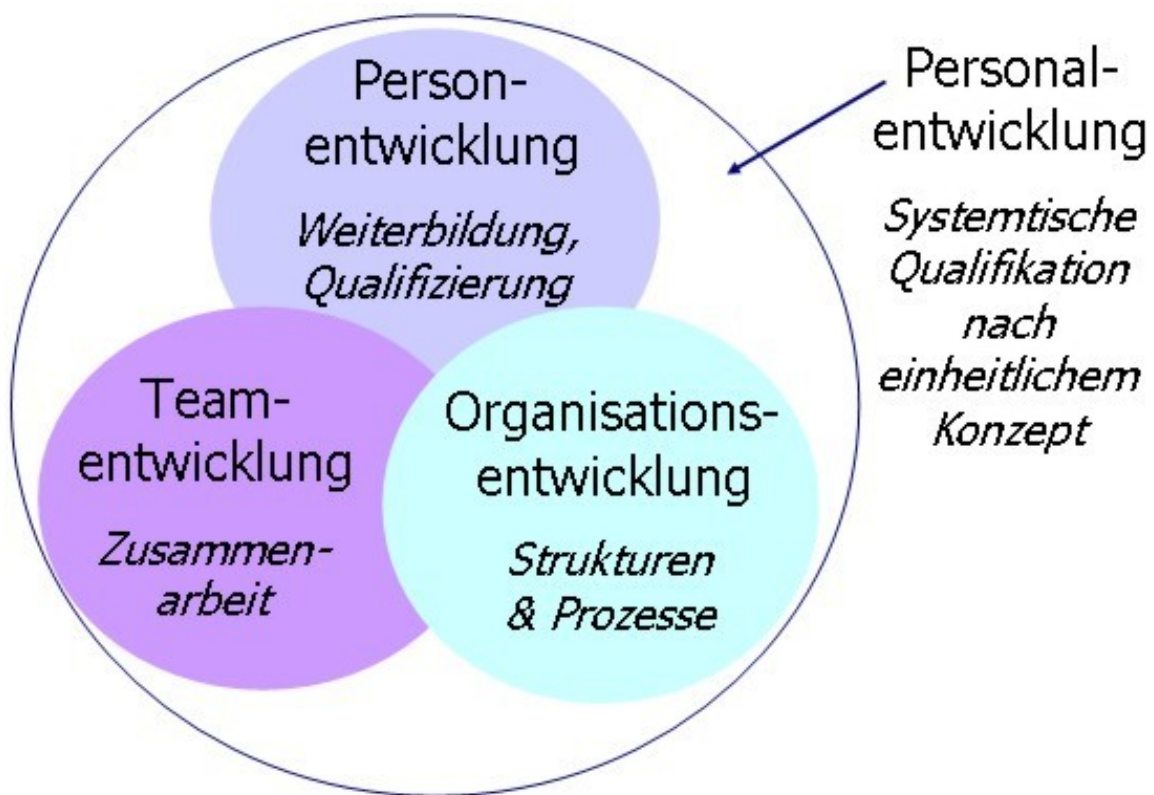 Person-
entwicklung
Weiterbildung,
Qualifizierung
Team-
entwicklung
Zusammen-
arbeit
Organisations-
entwicklung
Strukturen
& Prozesse
Personal-
entwicklung
Systemtische
Qualifikation
nach
einheitlichem
Konzept